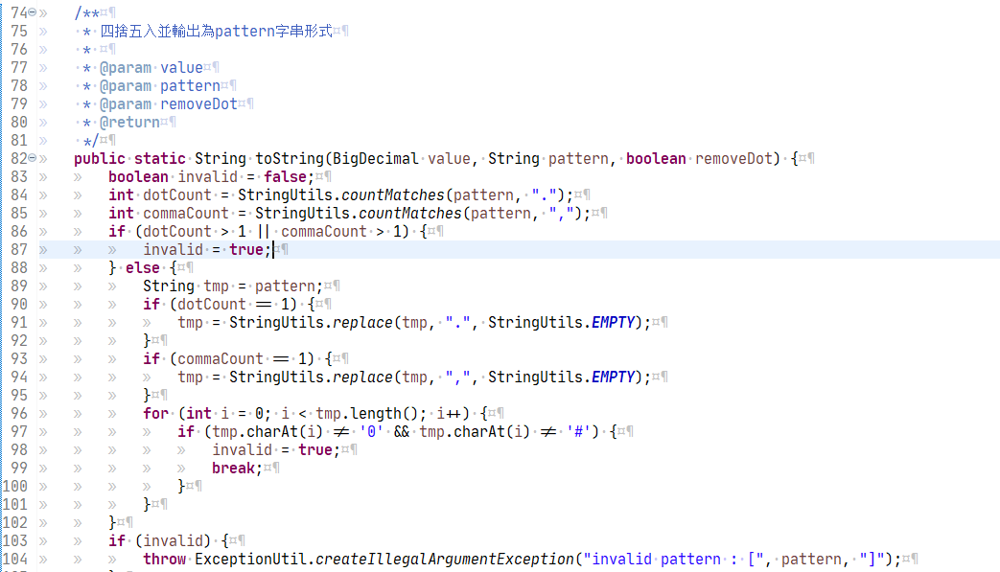 74 /**
75 * 四捨五入並輸出為pattern字串形式
76 *
77 * @param value
78 * @param pattern
79 * @param removeDot
80 * @return
81 */
82 public static String toString(BigDecimal value, String pattern, boolean removeDot) {
83 boolean invalid = false;
84 int dotCount = StringUtils.countMatches(pattern, ".");
85 int commaCount = StringUtils.countMatches(pattern, ",");
86 if (dotCount > 1 || commaCount > 1) {
87 invalid = true;
88 } else {
89 String tmp = pattern;
90 if (dotCount == 1) {
91 tmp = StringUtils.replace(tmp, ".", StringUtils.EMPTY);
92 }
93 if (commaCount == 1) {
94 tmp = StringUtils.replace(tmp, ",", StringUtils.EMPTY);
95 }
96 for (int i = 0; i < tmp.length(); i++) {
97 if (tmp.charAt(i) != '0' && tmp.charAt(i) != '#') {
98 invalid = true;
99 break;
100 }
101 }
102 }
103 if (invalid) {
104 throw ExceptionUtil.createIllegalArgumentException("invalid pattern : [", pattern, "]");